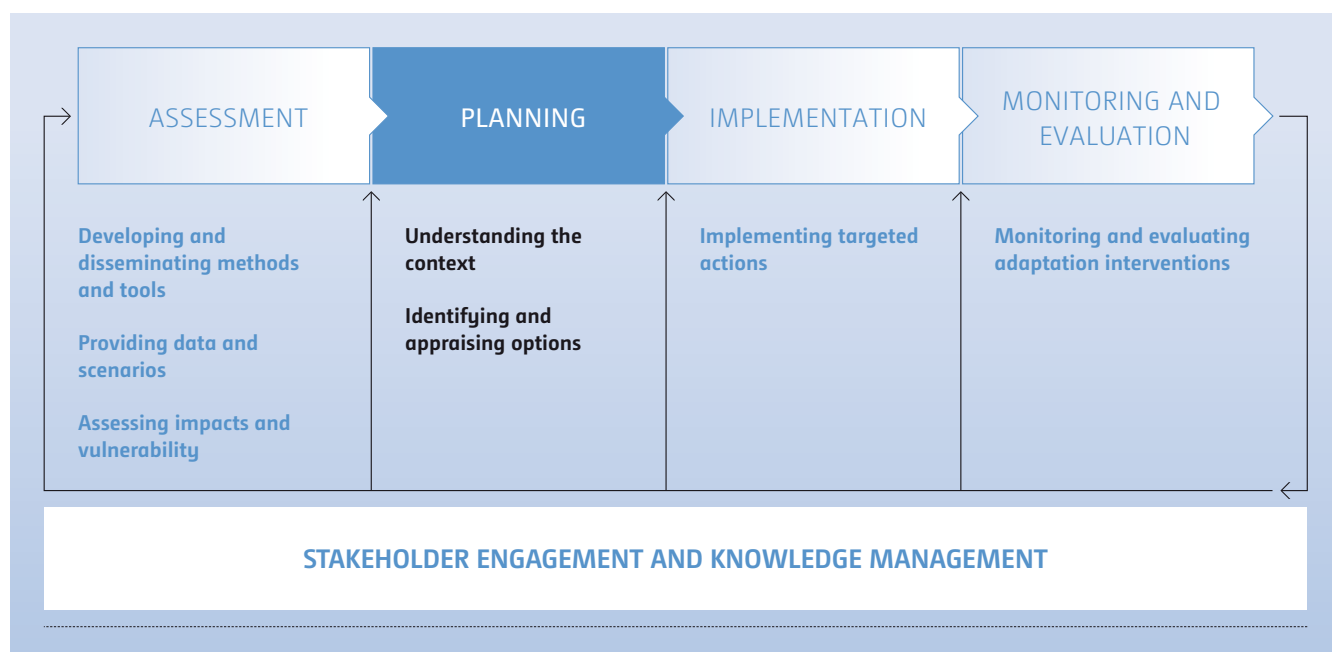 ASSESSMENT
PLANNING
IMPLEMENTATION
MONITORING AND
EVALUATION
Developing and
disseminating methods
and tools
Providing data and
scenarios
Assessing impacts and
vulnerability
Understanding the
context
Identifying and
appraising options
Implementing targeted
actions
Monitoring and evaluating
adaptation interventions
STAKEHOLDER ENGAGEMENT AND KNOWLEDGE MANAGEMENT